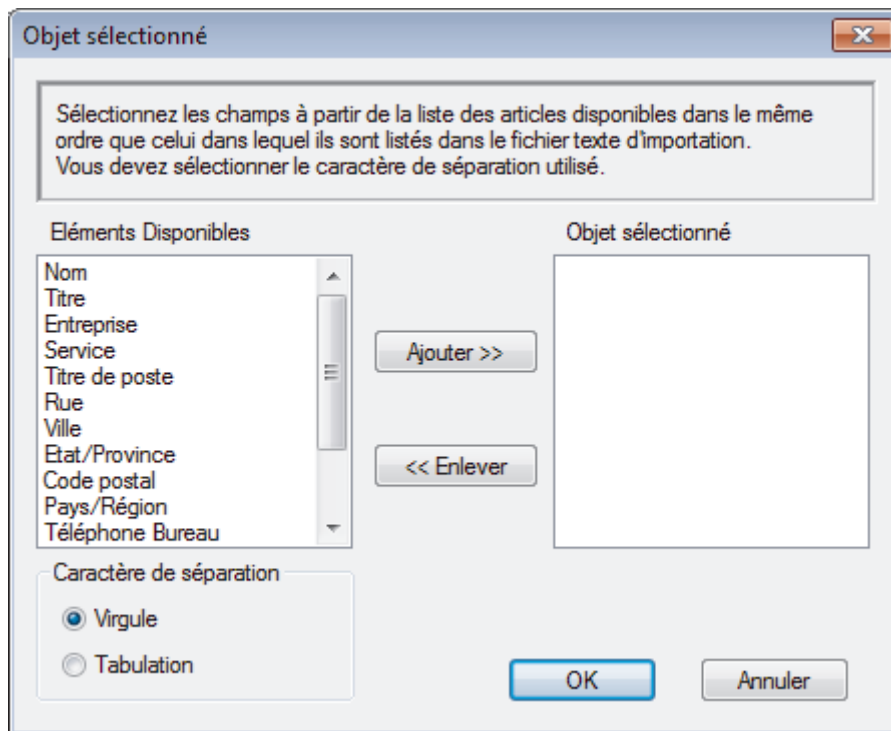 Objet sélectionné
Sélectionnez les champs à partir de la liste des articles disponibles dans le même
ordre que celui dans lequel ils sont listés dans le fichier texte d'importation.
Vous devez sélectionner le caractère de séparation utilisé.
Eléments Disponibles
Nom
Titre
Entreprise
Service
Titre de poste
Rue
Ville
Etat/Province
Code postal
Pays/Région
Téléphone Bureau
Ajouter >>
<< Enlever
Objet sélectionné
Caractère de séparation
Virgule
Tabulation
OK
Annuler